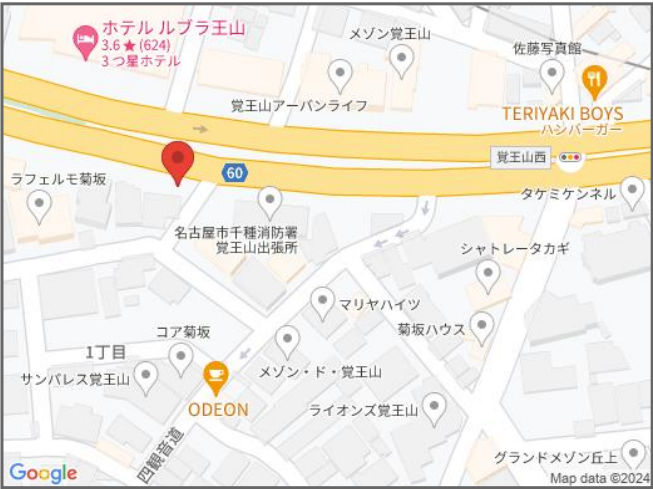 ホテル ルブラ王山
3.6★(624)
3 つ星ホテル
メゾン覚王山
佐藤写真館
覚王山アーバンライフ
TERIYAKI BOYS
ハンバーガー
覚王山西
60
ラフェルモ菊坂
タケミケンネル
名古屋市千種消防署
覚王山出張所
シャトレータカギ
マリヤハイツ
菊坂ハウス
コア菊坂
1丁目
サンパレス覚王山
メゾン・ド・覚王山
ODEON
ライオンズ覚王山
四観音道
グランドメゾン丘上
Google
Map data ©2024